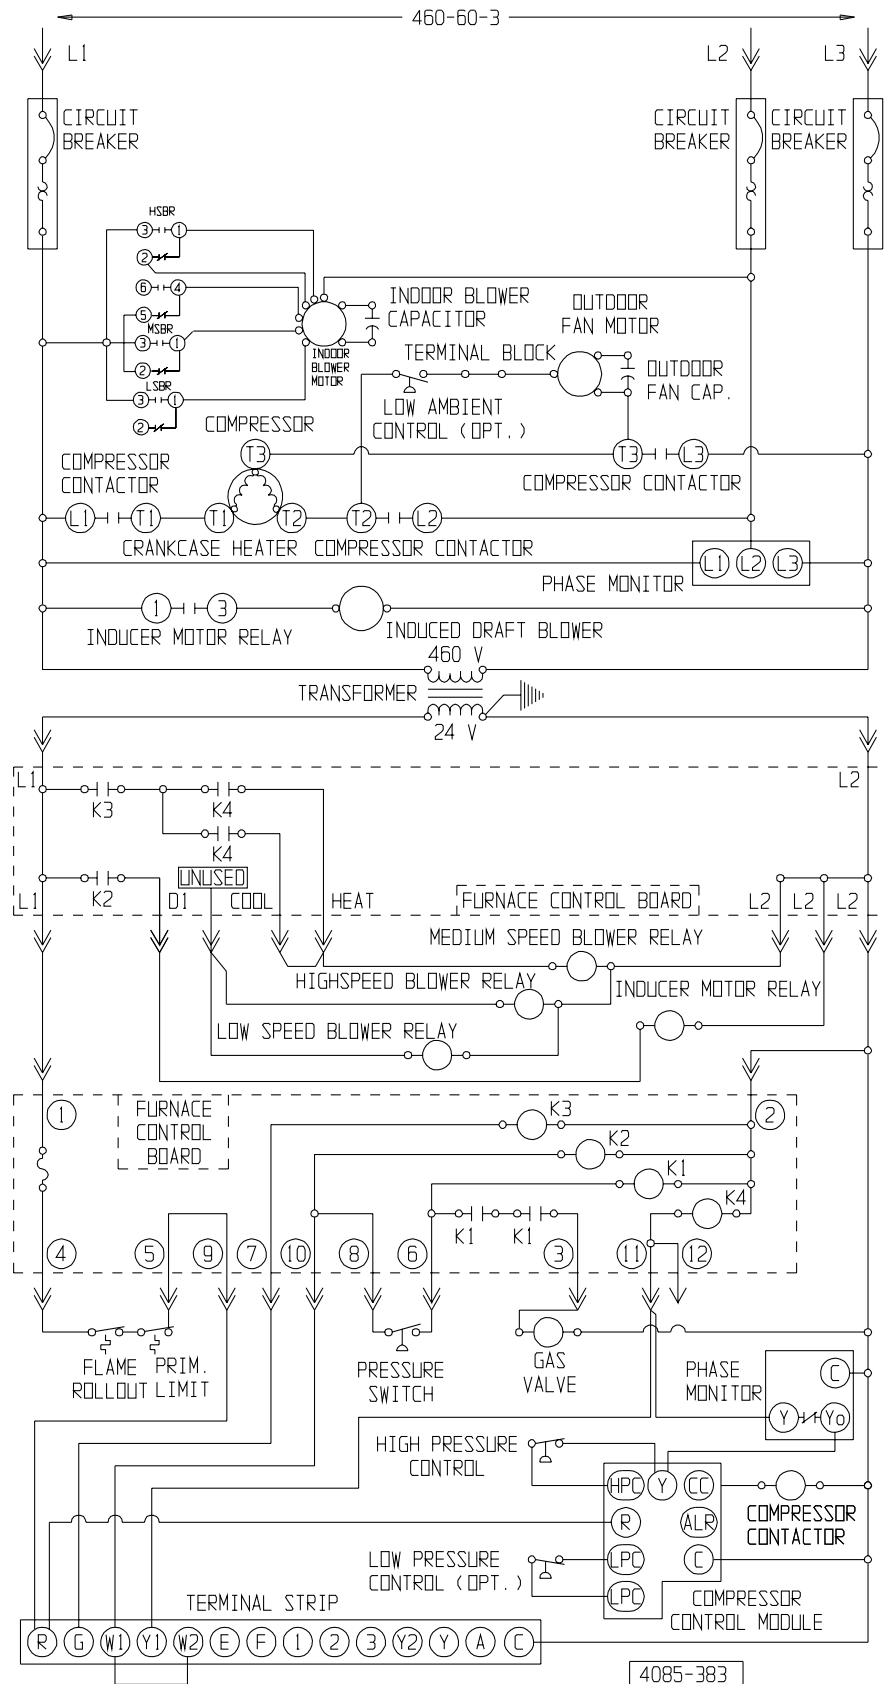 460-60-3
L1
L2
L3
CIRCUIT
BREAKER
CIRCUIT
BREAKER
CIRCUIT
BREAKER
HSBR
3 1
2
6 4
5
MSBR
3 1
2
LSBR
3 1
2
INDOOR
BLOWER
MOTOR
INDOOR BLOWER
CAPACITOR
OUTDOOR
FAN MOTOR
TERMINAL BLOCK
OUTDOOR
FAN CAP.
LOW AMBIENT
CONTROL (OPT.)
COMPRESSOR
T3
T3 L3
COMPRESSOR CONTACTOR
COMPRESSOR
CONTACTOR
L1 T1 T1 T2 T2 L2
CRANKCASE HEATER
COMPRESSOR CONTACTOR
L1 L2 L3
PHASE MONITOR
1 3
INDUCER MOTOR RELAY
INDUCED DRAFT BLOWER
460 V
TRANSFORMER
24 V
L1
L2
K3
K4
K4
K2
UNUSED
L1
D1
COOL
HEAT
FURNACE CONTROL BOARD
L2
L2
L2
MEDIUM SPEED BLOWER RELAY
HIGHSPEED BLOWER RELAY
INDUCER MOTOR RELAY
LOW SPEED BLOWER RELAY
1
FURNACE
CONTROL
BOARD
K3
2
K2
K1
K4
K1
K1
4 5 9 7 10 8 6 3 11 12
FLAME
ROLLOUT
PRIM.
LIMIT
PRESSURE
SWITCH
GAS
VALVE
PHASE
MONITOR
C
Y Yo
HIGH PRESSURE
CONTROL
HPC Y CC
R ALR
LPC C
LPC
COMPRESSOR
CONTACTOR
LOW PRESSURE
CONTROL (OPT.)
COMPRESSOR
CONTROL MODULE
TERMINAL STRIP
R G W1 Y1 W2 E F 1 2 3 Y2 Y A C
4085-383